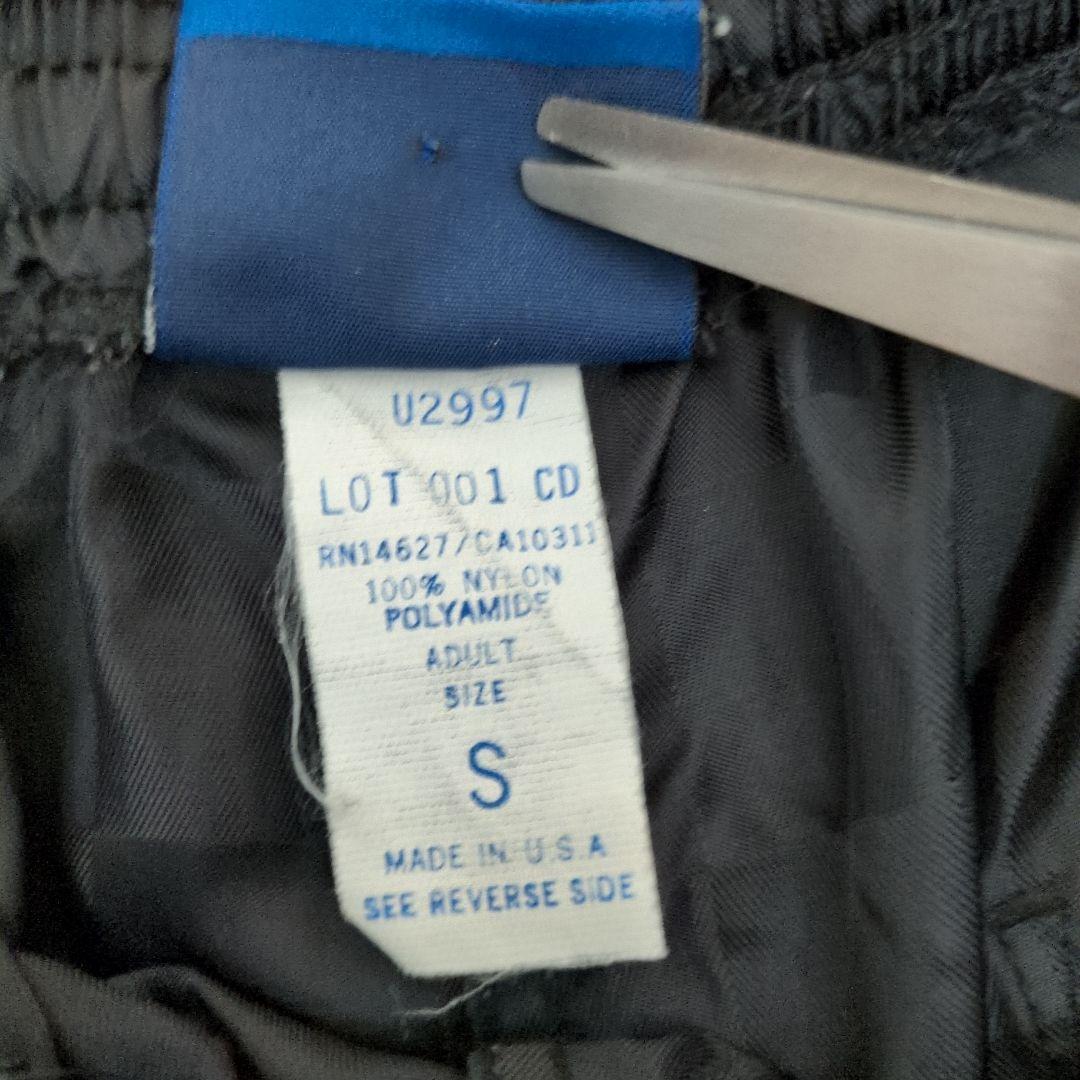 U2997
LOT 001 CD
RN14627/CA10311
100% NYLON
POLYAMIDE
ADULT
SIZE
S
MADE IN U.S.A
SEE REVERSE SIDE